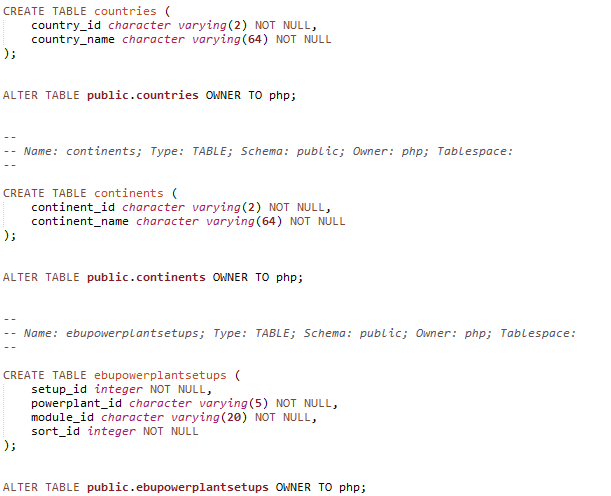 CREATE TABLE countries (
country_id character varying(2) NOT NULL,
country_name character varying(64) NOT NULL
);
ALTER TABLE public.countries OWNER TO php;
--
-- Name: continents; Type: TABLE; Schema: public; Owner: php; Tablespace:
--
CREATE TABLE continents (
continent_id character varying(2) NOT NULL,
continent_name character varying(64) NOT NULL
);
ALTER TABLE public.continents OWNER TO php;
--
-- Name: ebupowerplantsetups; Type: TABLE; Schema: public; Owner: php; Tablespace:
--
CREATE TABLE ebupowerplantsetups (
setup_id integer NOT NULL,
powerplant_id character varying(5) NOT NULL,
module_id character varying(20) NOT NULL,
sort_id integer NOT NULL
);
ALTER TABLE public.ebupowerplantsetups OWNER TO php;